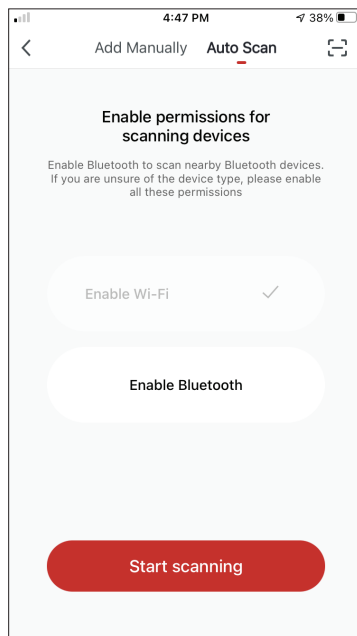 4:47 PM
38%
Add Manually Auto Scan
Enable permissions for
scanning devices
Enable Bluetooth to scan nearby Bluetooth devices.
If you are unsure of the device type, please enable
all these permissions
Enable Wi-Fi
Enable Bluetooth
Start scanning